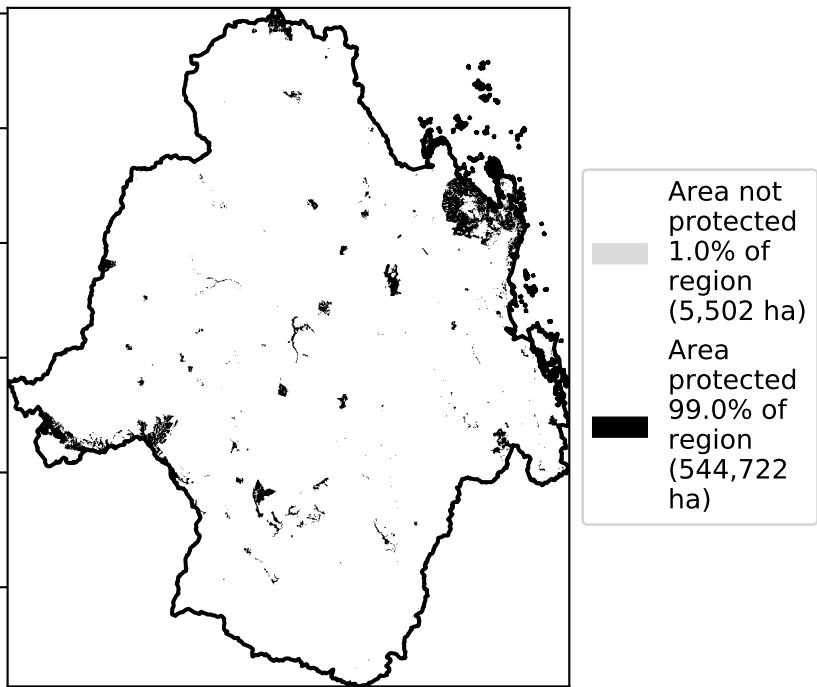 Area not
protected
1.0% of
region
(5,502 ha)
Area
protected
99.0% of
region
(544,722
ha)